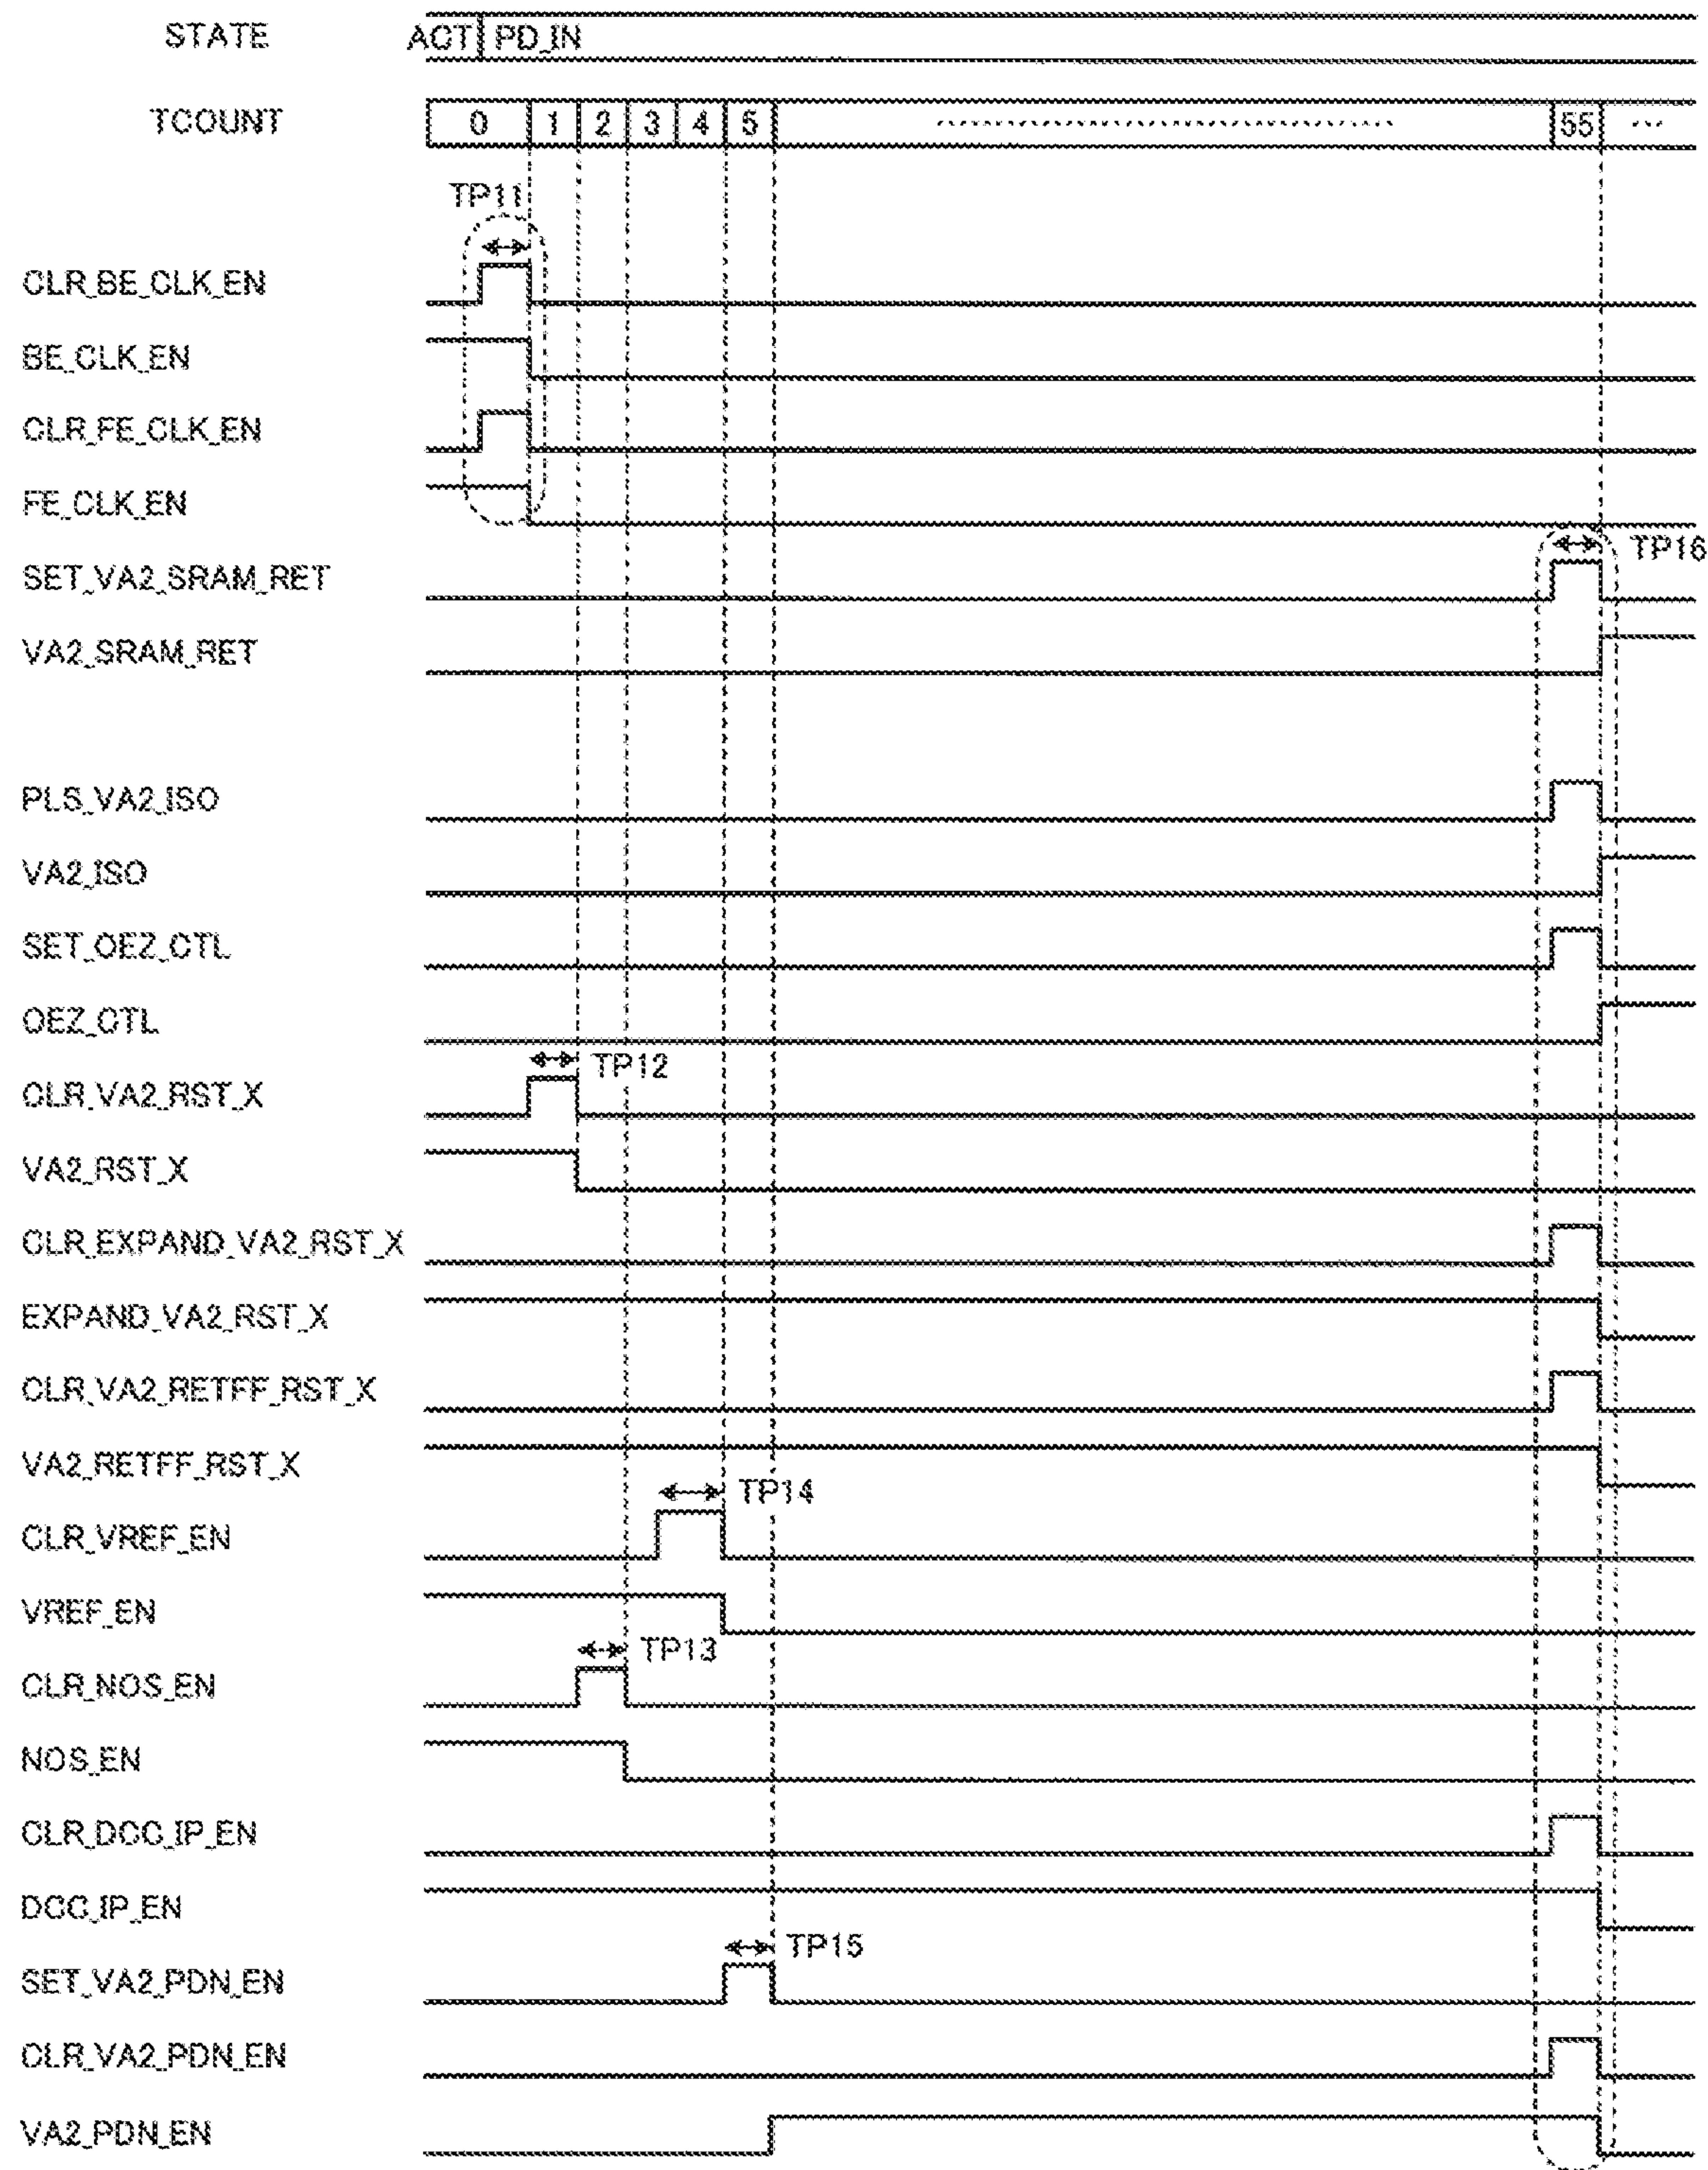 STATE ACT PD_IN
TCOUNT 0 1 2 3 4 5 55
TP11
CLR_BE_CLK_EN
BE_CLK_EN
CLR_FE_CLK_EN
FE_CLK_EN
TP16
SET_VA2_SRAM_RET
VA2_SRAM_RET
PLS_VA2_ISO
VA2_ISO
SET_OEZ_CTL
OEZ_CTL
TP12
CLR_VA2_RST_X
VA2_RST_X
CLR_EXPAND_VA2_RST_X
EXPAND_VA2_RST_X
CLR_VA2_RETFF_RST_X
VA2_RETFF_RST_X
TP14
CLR_VREF_EN
VREF_EN
TP13
CLR_NOS_EN
NOS_EN
CLR_DCC_IP_EN
DCC_IP_EN
TP15
SET_VA2_PDN_EN
CLR_VA2_PDN_EN
VA2_PDN_EN